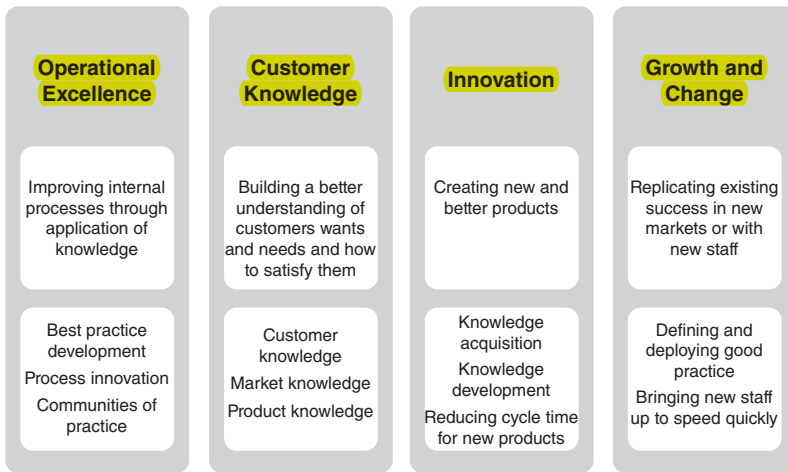 Operational
Excellence
Improving internal
processes through
application of
knowledge
Best practice
development
Process innovation
Communities of
practice
Customer
Knowledge
Building a better
understanding of
customers wants
and needs and how
to satisfy them
Customer
knowledge
Market knowledge
Product knowledge
Innovation
Creating new and
better products
Knowledge
acquisition
Knowledge
development
Reducing cycle time
for new products
Growth and
Change
Replicating existing
success in new
markets or with
new staff
Defining and
deploying good
practice
Bringing new staff
up to speed quickly